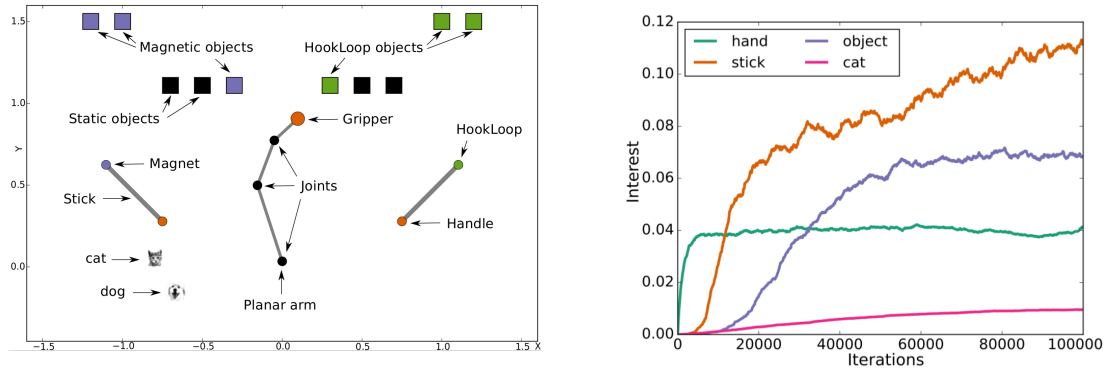 1.5
Magnetic objects
HookLoop objects
Static objects
1.0
Gripper
HookLoop
Y
Magnet
Joints
0.5
Stick
Handle
cat
0.0
dog
Planar arm
−1.5 −1.0 −0.5 0.0 0.5 1.0 1.5 X
0.12
hand object
stick cat
0.10
0.08
Interest
0.06
0.04
0.02
0.00
0 20000 40000 60000 80000 100000
Iterations